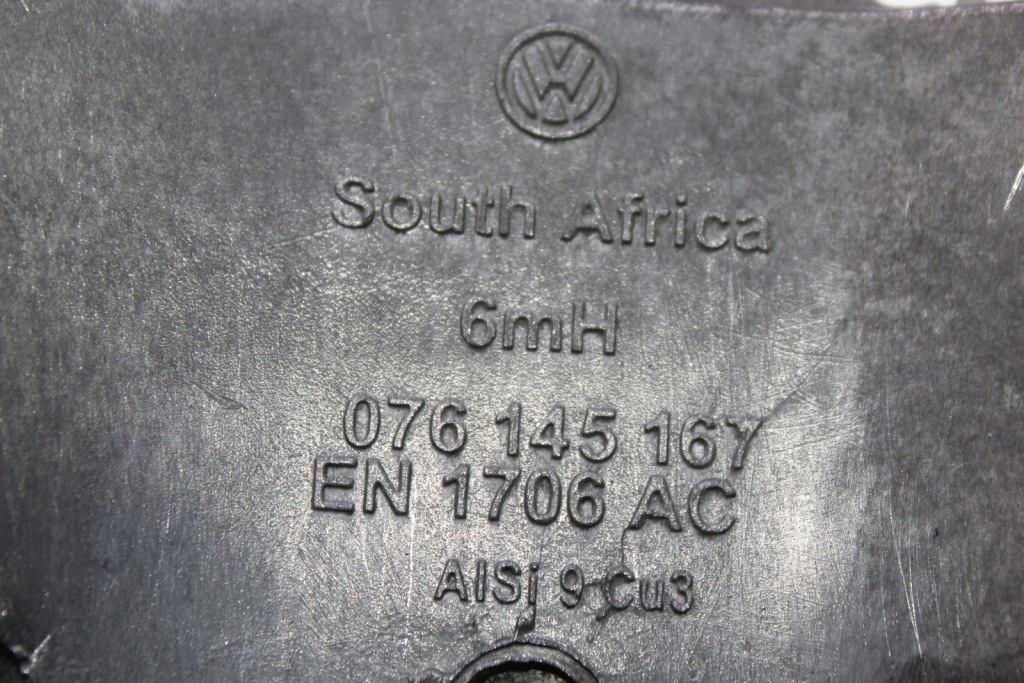 VW
South Africa
6mH
076 145 167
EN 1706 AC
AlSi 9 Cu3